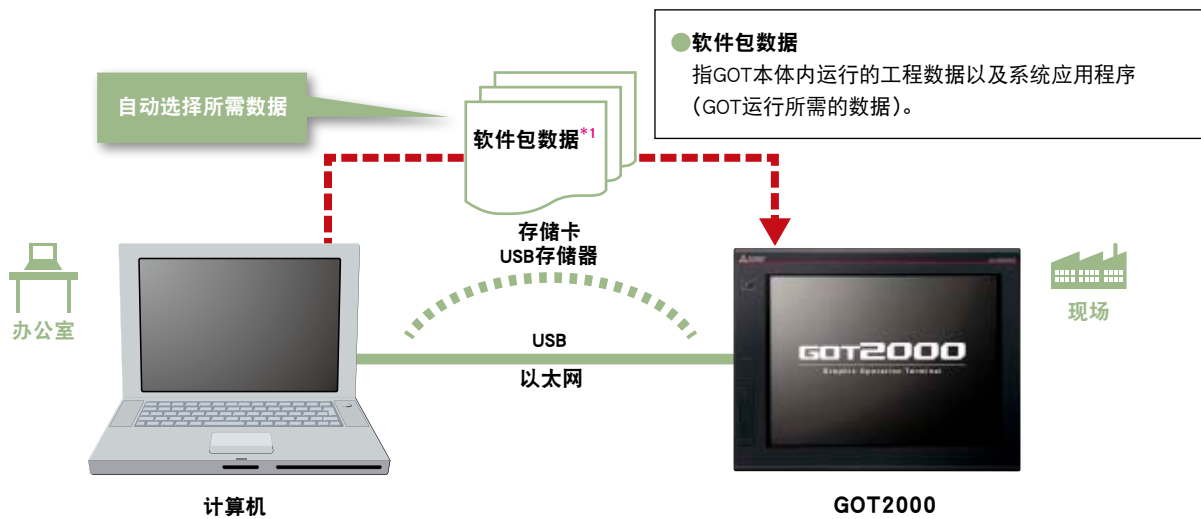 ●软件包数据
指GOT本体内运行的工程数据以及系统应用程序
(GOT运行所需的数据)。
自动选择所需数据
软件包数据*1
存储卡
USB存储器
办公室
现场
USB
以太网
GOT2000
Graphic Operation Terminal
计算机
GOT2000